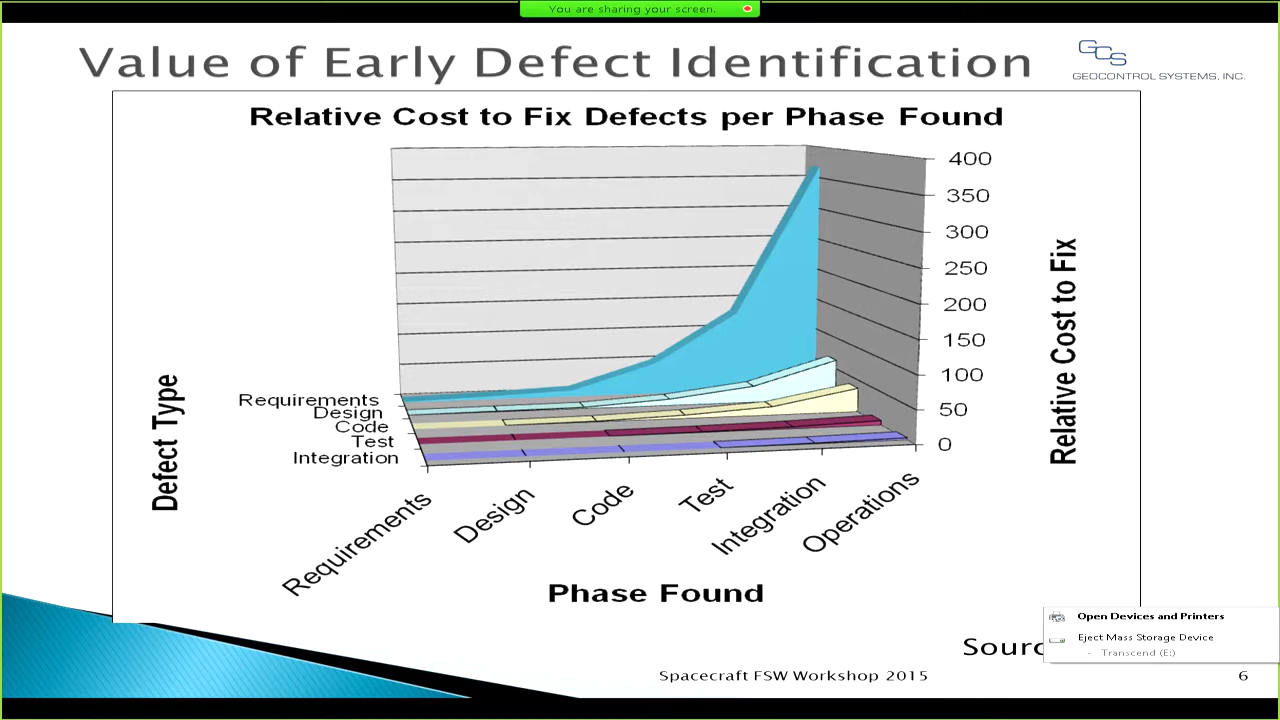 You are sharing your screen.
Value of Early Defect Identification
GCS
GEOCONTROL SYSTEMS, INC.
Relative Cost to Fix Defects per Phase Found
400
350
300
250
200
150
100
50
0
Relative Cost to Fix
Defect Type
Requirements
Design
Code
Test
Integration
Requirements
Design
Code
Test
Integration
Operations
Phase Found
Open Devices and Printers
Eject Mass Storage Device
- Transcend (E:)
Spacecraft FSW Workshop 2015
6